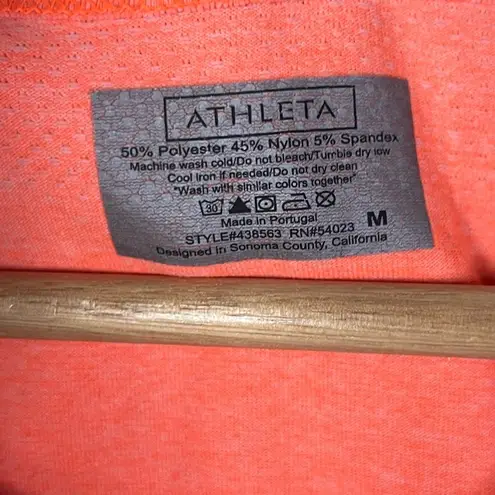 ATHLETA
50% Polyester 45% Nylon 5% Spandex
Machine wash cold/Do not bleach/Tumble dry low
Cool Iron if needed/Do not dry clean
"Wash with similar colors together"
30
Made in Portugal
STYLE#438563 RN#54023 M
Designed in Sonoma County, California